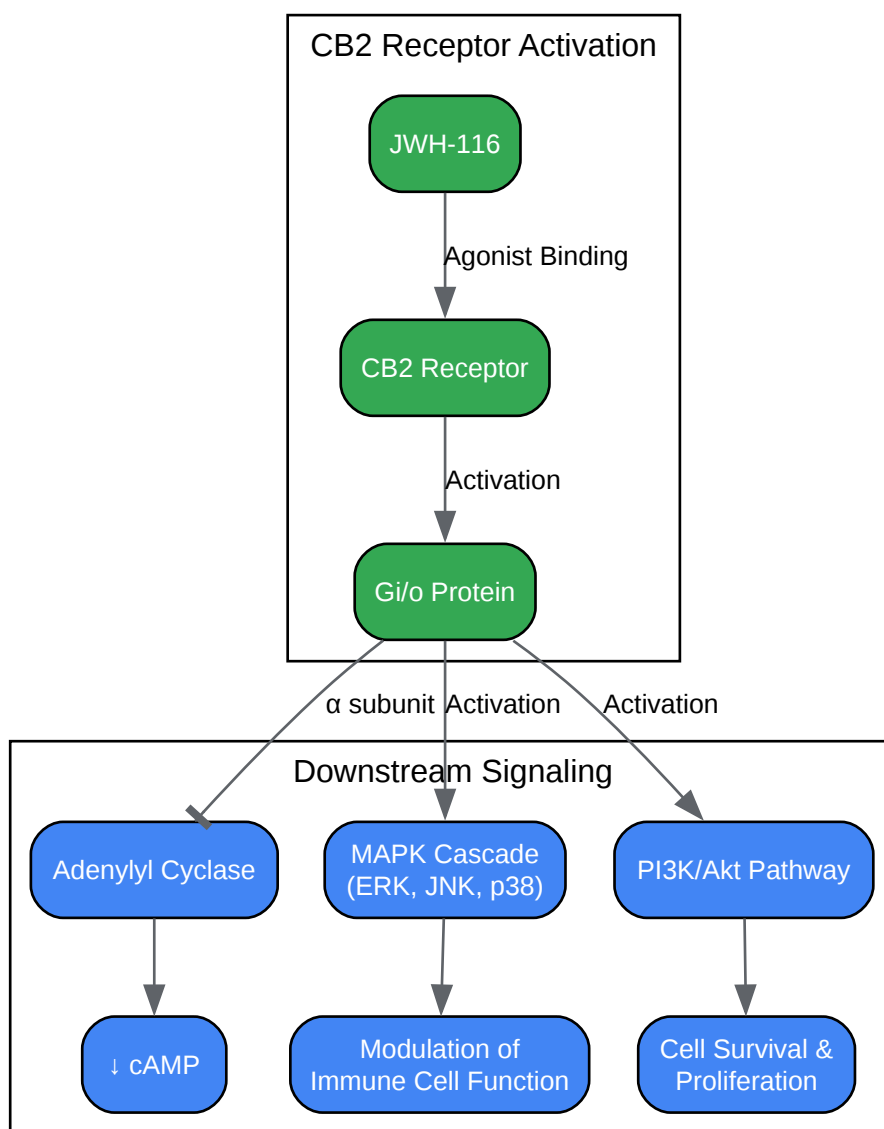 CB2 Receptor Activation
JWH-116
Agonist Binding
CB2 Receptor
Activation
Gi/o Protein
α subunit
Activation
Activation
Downstream Signaling
Adenylyl Cyclase
MAPK Cascade
(ERK, JNK, p38)
PI3K/Akt Pathway
↓ cAMP
Modulation of
Immune Cell Function
Cell Survival &
Proliferation